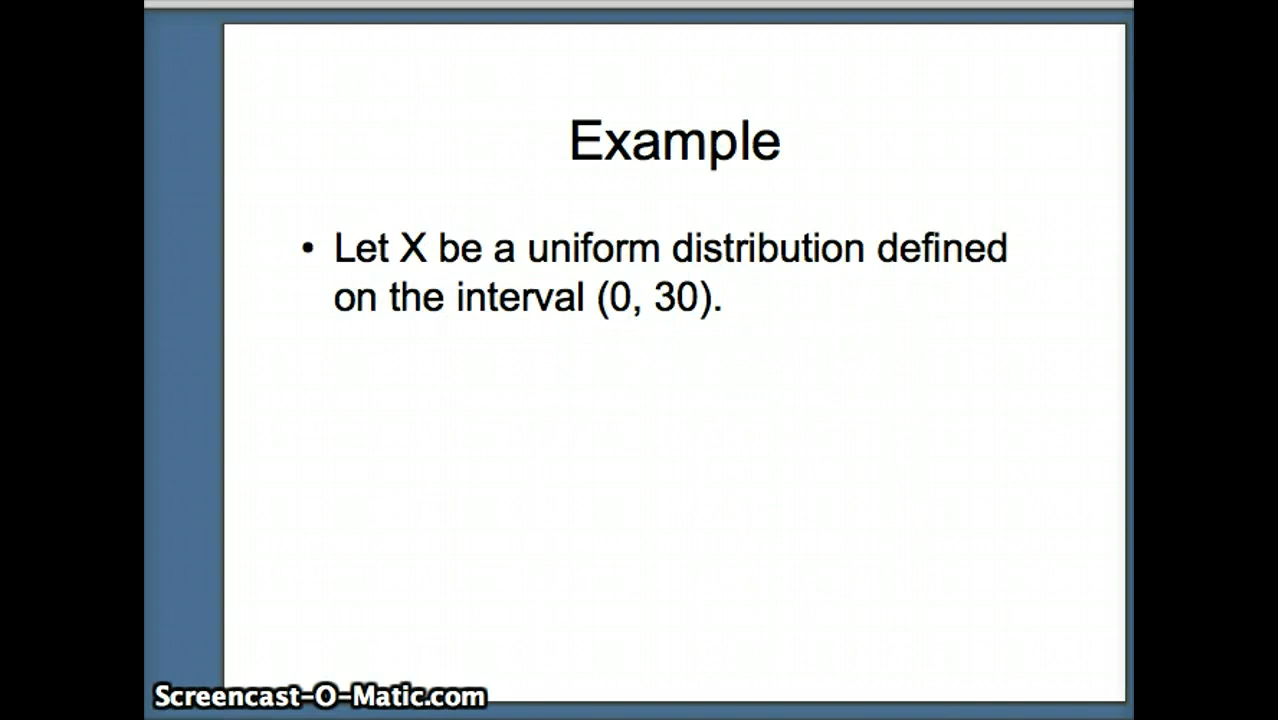 Example
• Let X be a uniform distribution defined
on the interval (0, 30).
Screencast-O-Matic.com